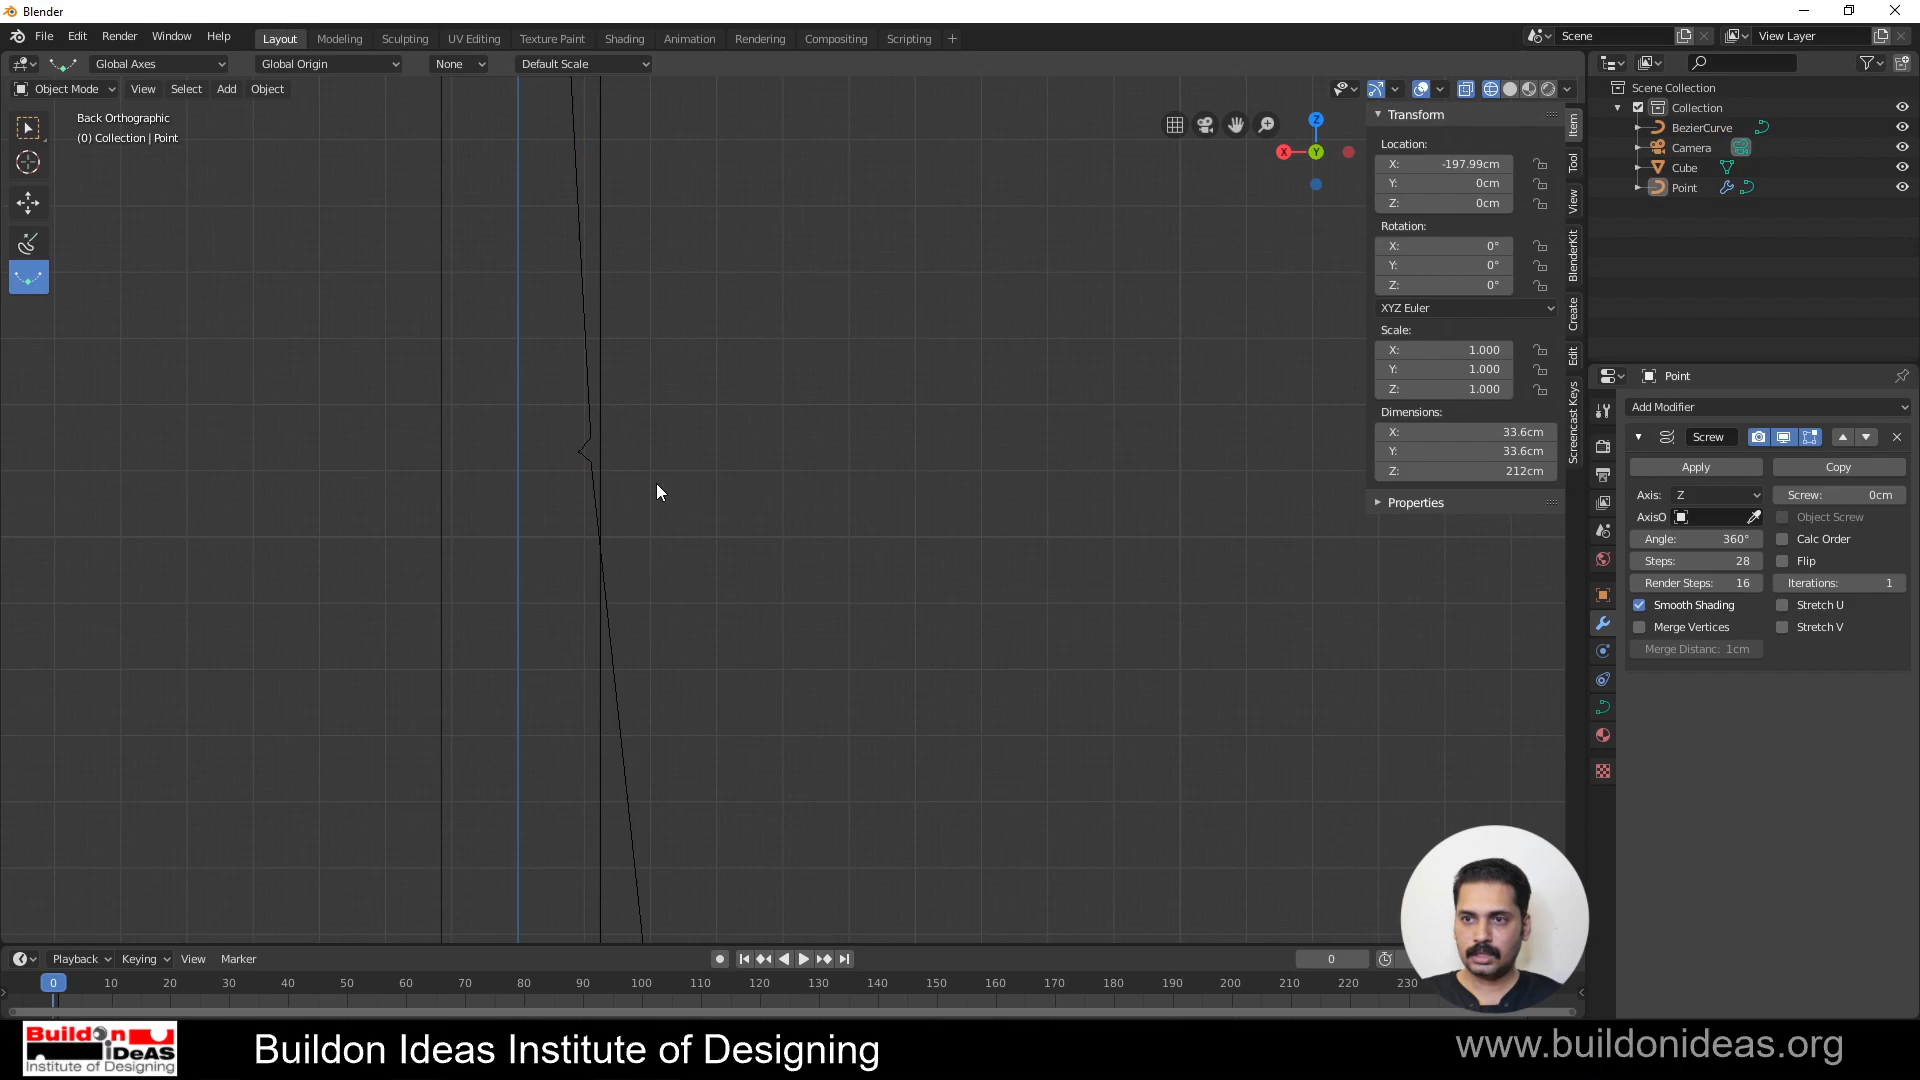 Blender
File Edit Render Window Help Layout Modeling Sculpting UV Editing Texture Paint Shading Animation Rendering Compositing Scripting + Scene View Layer
Global Axes Global Origin None Default Scale
Object Mode View Select Add Object
Back Orthographic
(0) Collection | Point
Z
X
Y
Transform
Location:
X: -197.99cm
Y: 0cm
Z: 0cm
Rotation:
X: 0°
Y: 0°
Z: 0°
XYZ Euler
Scale:
X: 1.000
Y: 1.000
Z: 1.000
Dimensions:
X: 33.6cm
Y: 33.6cm
Z: 212cm
Properties
Item
Tool
View
BlenderKit
Create
Edit
Screencast Keys
Scene Collection
Collection
BezierCurve
Camera
Cube
Point
Point
Add Modifier
Screw
Apply Copy
Axis: Z Screw: 0cm
AxisO Object Screw
Angle: 360° Calc Order
Steps: 28 Flip
Render Steps: 16 Iterations: 1
Smooth Shading Stretch U
Merge Vertices Stretch V
Merge Distanc: 1cm
Playback Keying View Marker 0
0 10 20 30 40 50 60 70 80 90 100 110 120 130 140 150 160 170 180 190 200 210 220 230
Buildon
iDeAS
Institute of Designing
Buildon Ideas Institute of Designing
www.buildonideas.org